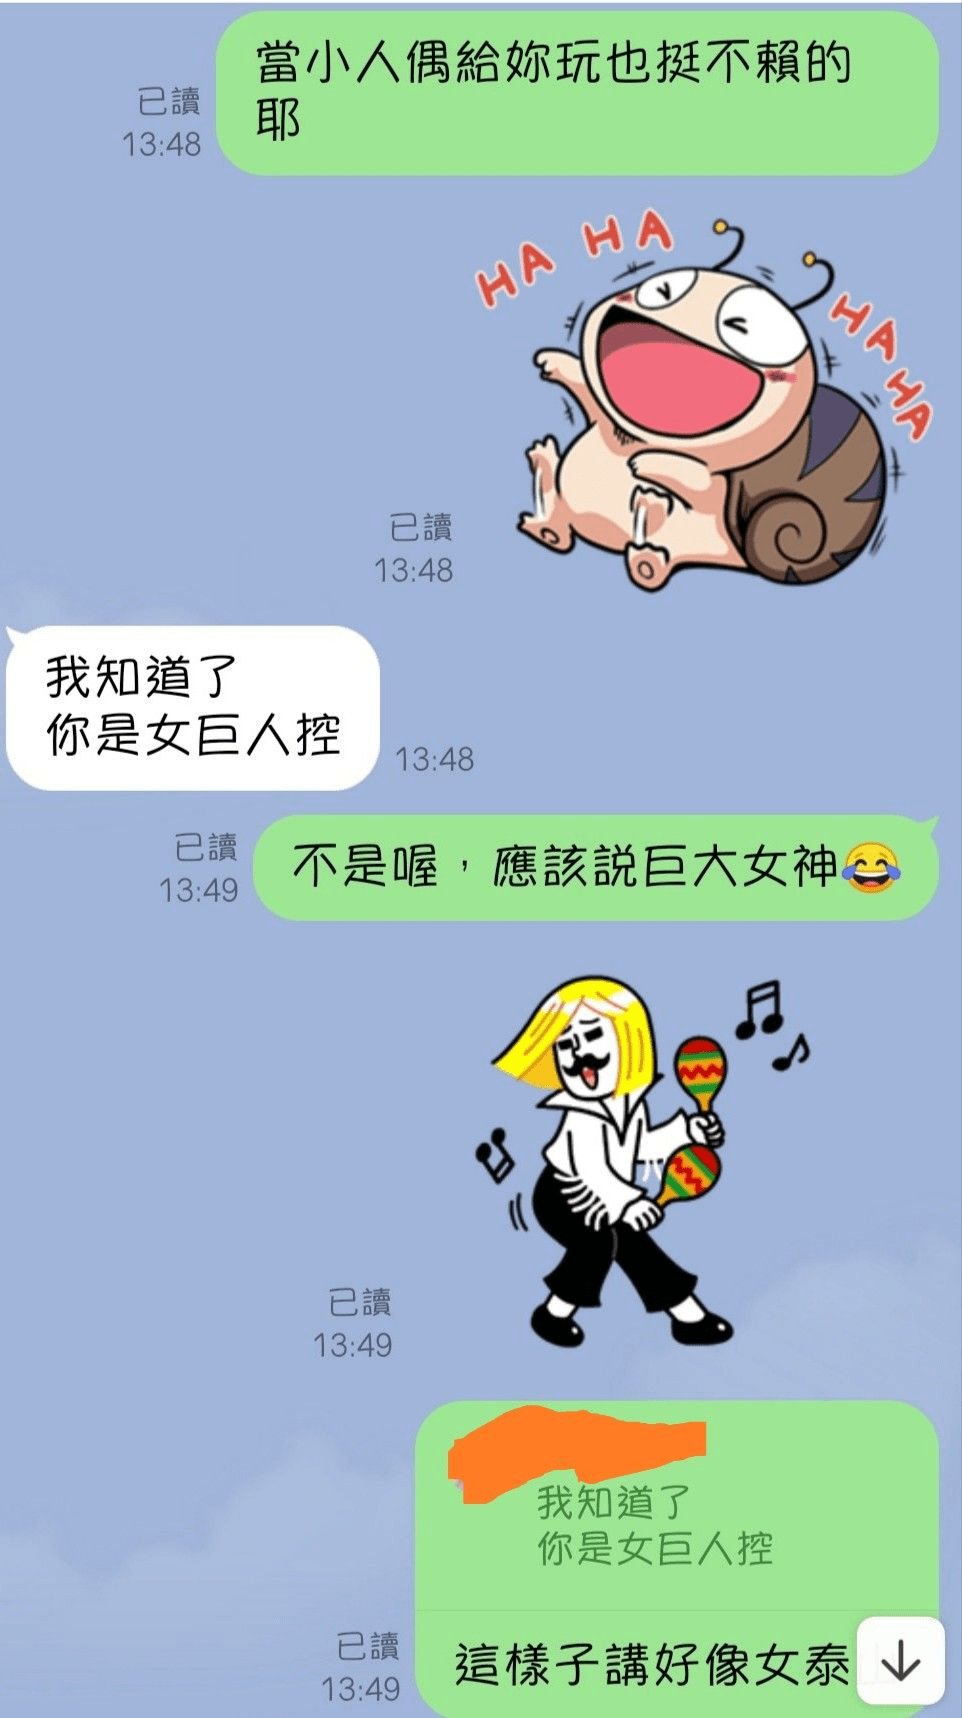 當小人偶給妳玩也挺不賴的
耶
已讀
13:48
HA HA
HAHA
已讀
13:48
我知道了
你是女巨人控
13:48
已讀
13:49
不是喔，應該說巨大女神😂
已讀
13:49
我知道了
你是女巨人控
已讀
13:49
這樣子講好像女泰